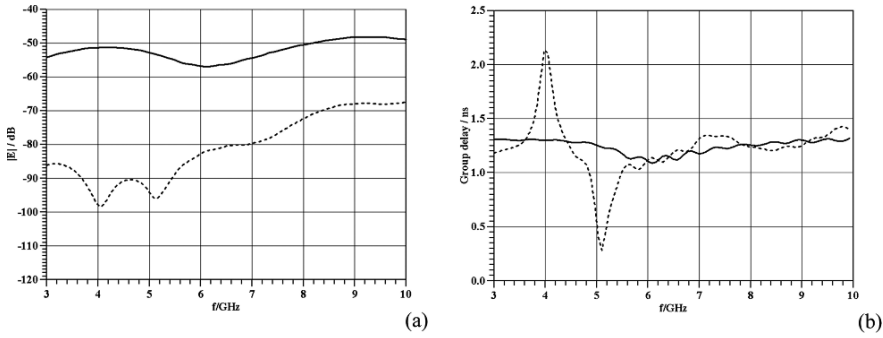 -40
-50
-60
-70
-80
-90
-100
-110
-120
|E| / dB
3 4 5 6 7 8 9 10
f/GHz
(a)
2.5
2.0
1.5
1.0
0.5
0.0
Group delay / ns
3 4 5 6 7 8 9 10
f/GHz
(b)